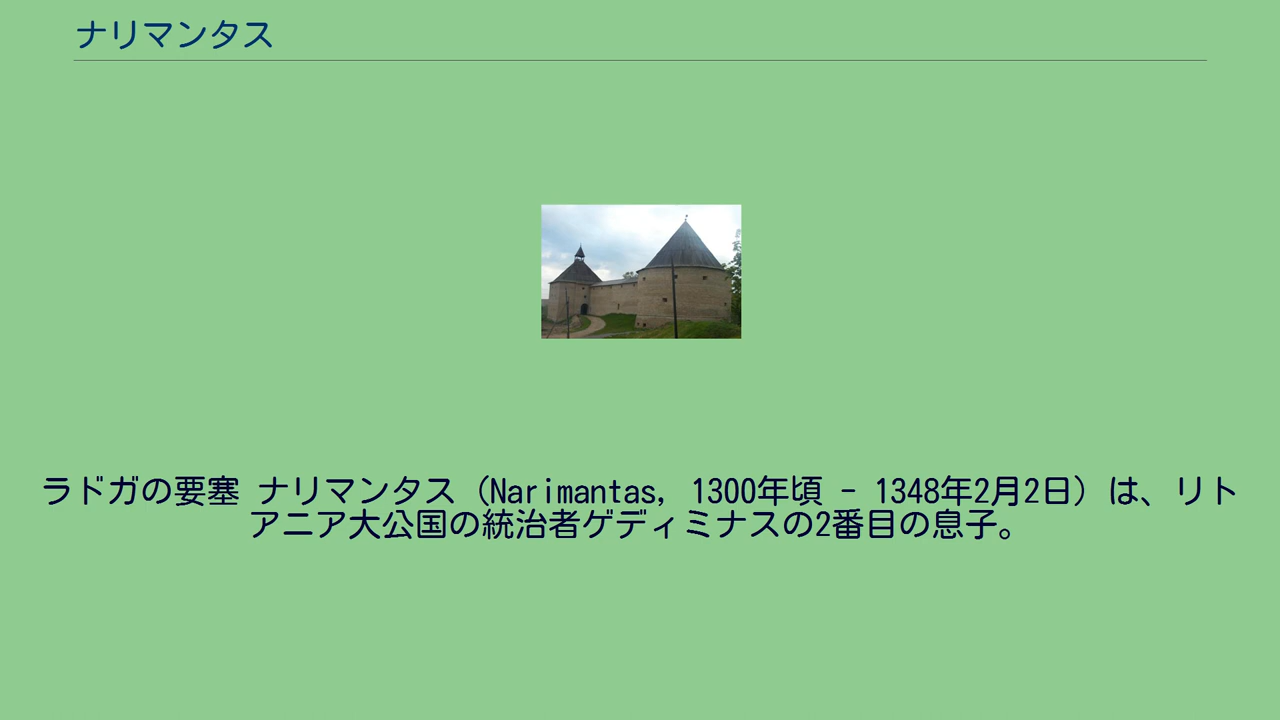 ナリマンタス
ラドガの要塞 ナリマンタス（Narimantas, 1300年頃 - 1348年2月2日）は、リト
アニア大公国の統治者ゲディミナスの2番目の息子。